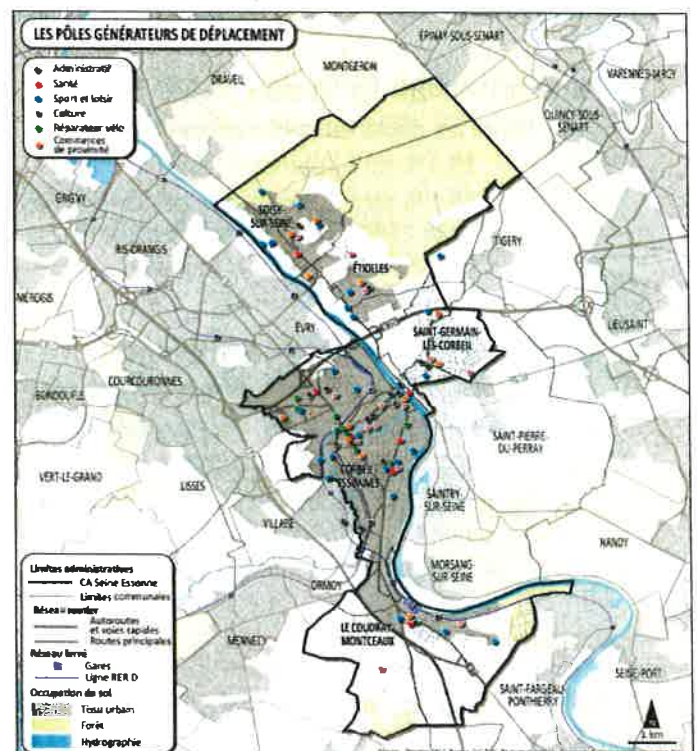 LES PÔLES GÉNÉRATEURS DE DÉPLACEMENT
Administratif
Santé
Sport et loisir
Culture
Réparateur vélo
Commerces
de proximité
ÉPINAY-SOUS-SÉNART
MONTGERON
DRAVEIL
VARENNES-JARCY
QUINCY-SOUS-
SÉNART
GRIGNY
SOISY-
SUR-SEINE
RIS-ORANGIS
TIGERY
ÉTIOLLES
ÉVRY
SAINT-GERMAIN-
LÈS-CORBEIL
LIEUSAINT
COURCOURONNES
BONDOUFLE
SAINT-PIERRE-
DU-PERRAY
VERT-LE-GRAND
LISSES
CORBEIL-
ESSONNES
SAINTRY-
SUR-SEINE
VILLABÉ
NANDY
MORSANG-
SUR-SEINE
ORMOY
MENNECY
LE COUDRAY-
MONTCEAUX
SEINE-PORT
SAINT-FARGEAU-
PONTHIERRY
Limites administratives
CA Seine Essonne
Limites communales
Réseau routier
Autoroutes
et voies rapides
Routes principales
Réseau ferré
Gares
Ligne RER D
Occupation du sol
Tissu urbain
Forêt
Hydrographie
1 km